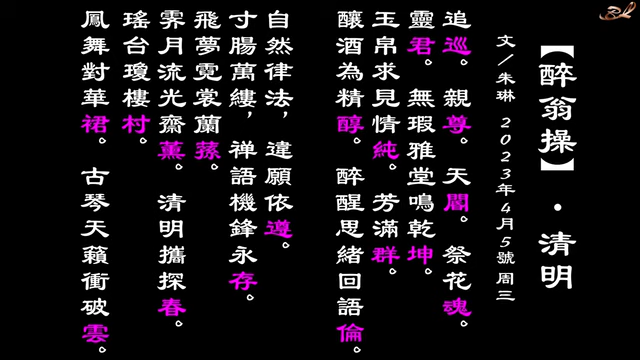 【醉翁操】·清明
文/朱琳 2023年4月5號周三
追巡。親尊。天閽。祭花魂。
靈君。無瑕雅堂鳴乾坤。
玉帛求見情純。芳滿群。
釀酒為精醇。醉醒思緒回語倫。
自然律法，違願依遵。
寸腸萬縷，禅語機鋒永存。
飛夢霓裳蘭蓀。
霽月流光齋薰。清明攜探春。
瑤台瓊樓村。
鳳舞對華裙。古琴天籟衝破雲。